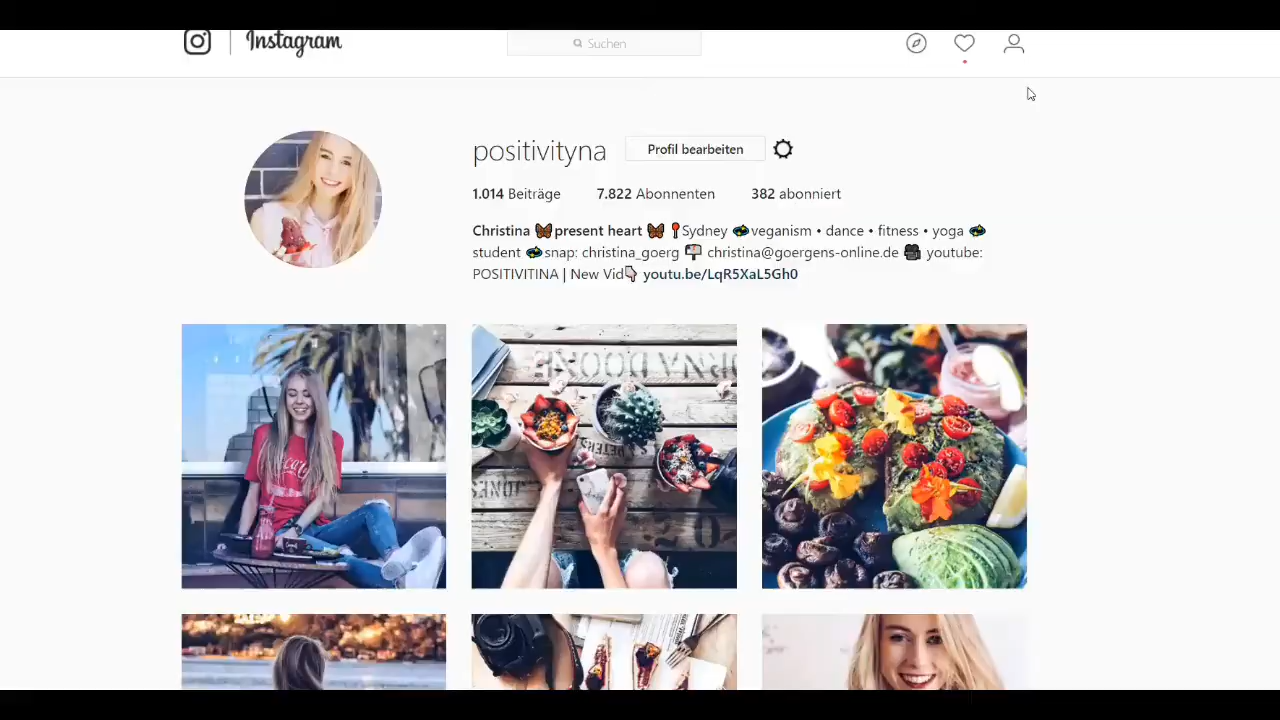 Instagram
Suchen
positivityna Profil bearbeiten
1.014 Beiträge 7.822 Abonnenten 382 abonniert
Christina 🦋present heart 🦋 📍Sydney veganism • dance • fitness • yoga
student snap: christina_goerg 📬 christina@goergens-online.de 🎥 youtube:
POSITIVITINA | New Vid👇 youtu.be/LqR5XaL5Gh0